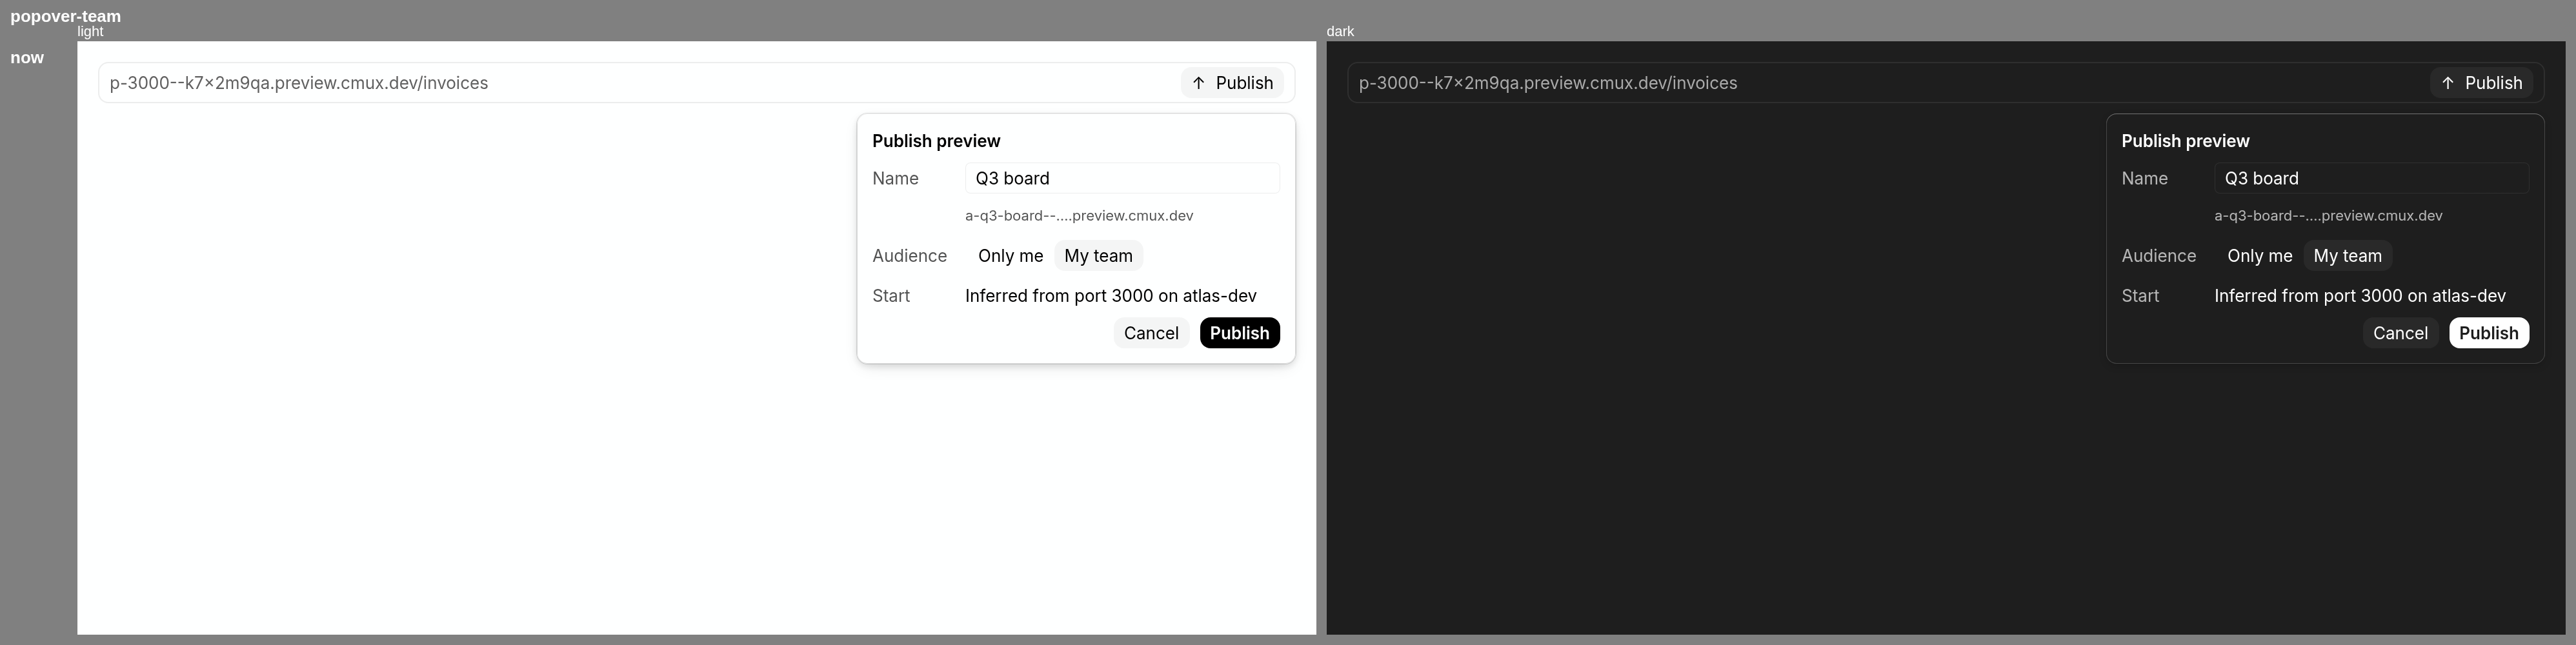 popover-team
light
dark
now
p-3000--k7×2m9qa.preview.cmux.dev/invoices
↑ Publish
Publish preview
Name
Q3 board
a-q3-board--....preview.cmux.dev
Audience
Only me
My team
Start
Inferred from port 3000 on atlas-dev
Cancel
Publish
p-3000--k7×2m9qa.preview.cmux.dev/invoices
↑ Publish
Publish preview
Name
Q3 board
a-q3-board--....preview.cmux.dev
Audience
Only me
My team
Start
Inferred from port 3000 on atlas-dev
Cancel
Publish